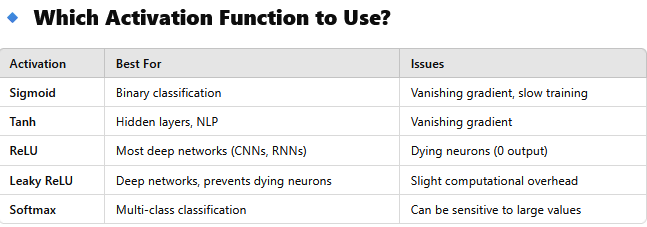 Which Activation Function to Use?
Activation Best For Issues
Sigmoid Binary classification Vanishing gradient, slow training
Tanh Hidden layers, NLP Vanishing gradient
ReLU Most deep networks (CNNs, RNNs) Dying neurons (0 output)
Leaky ReLU Deep networks, prevents dying neurons Slight computational overhead
Softmax Multi-class classification Can be sensitive to large values